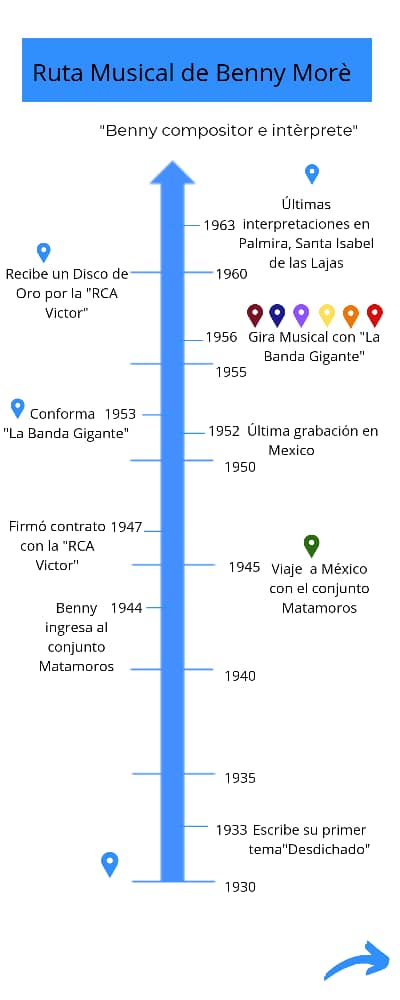 Ruta Musical de Benny Morè
"Benny compositor e intèrprete"
Últimas
1963 interpretaciones en
Palmira, Santa Isabel
de las Lajas
Recibe un Disco de
Oro por la "RCA
Victor"
1960
1956 Gira Musical con "La
Banda Gigante"
1955
Conforma 1953
"La Banda Gigante"
1952 Última grabación en
Mexico
1950
Firmó contrato 1947
con la "RCA
Victor"
1945 Viaje a México
con el conjunto
Matamoros
Benny 1944
ingresa al
conjunto
Matamoros
1940
1935
1933 Escribe su primer
tema"Desdichado"
1930